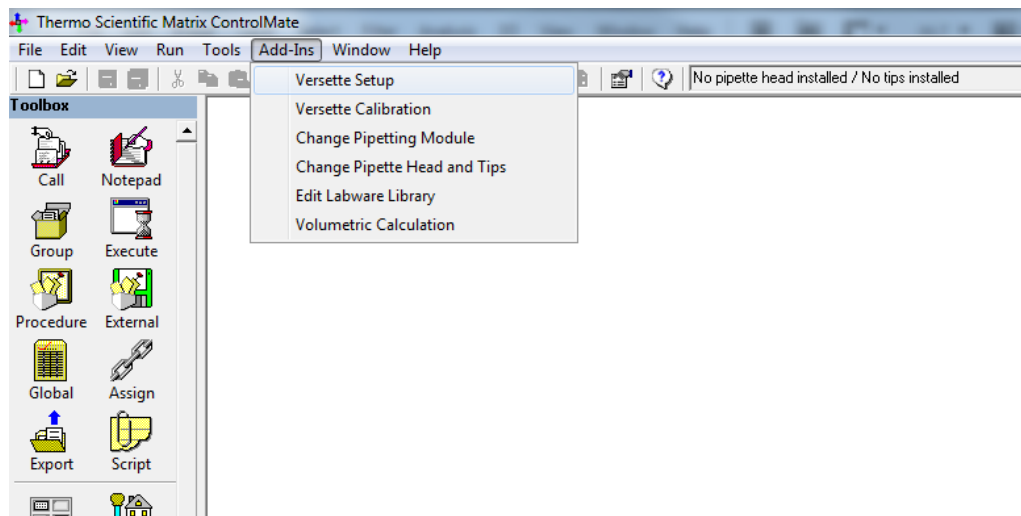 Thermo Scientific Matrix ControlMate
File Edit View Run Tools Add-Ins Window Help
No pipette head installed / No tips installed
Versette Setup
Versette Calibration
Change Pipetting Module
Change Pipette Head and Tips
Edit Labware Library
Volumetric Calculation
Toolbox
Call Notepad
Group Execute
Procedure External
Global Assign
Export Script